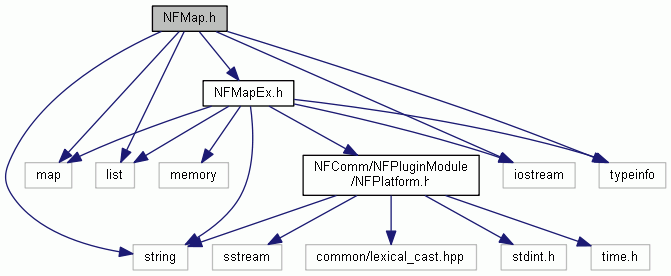 NFMap.h
NFMapEx.h
map
list
memory
NFComm/NFPluginModule
/NFPlatform.h
iostream
typeinfo
string
sstream
common/lexical_cast.hpp
stdint.h
time.h